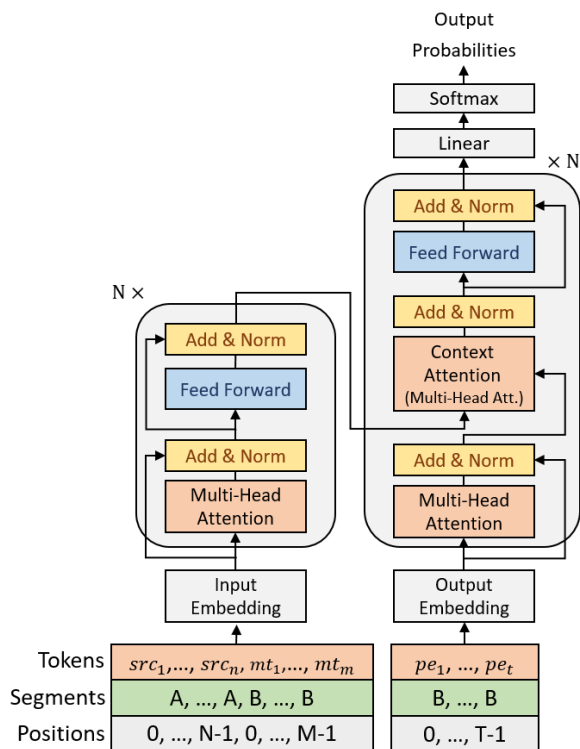 Output
Probabilities
Softmax
Linear
× N
Add & Norm
Feed Forward
Add & Norm
Context
Attention
(Multi-Head Att.)
Add & Norm
Multi-Head
Attention
Output
Embedding
N ×
Add & Norm
Feed Forward
Add & Norm
Multi-Head
Attention
Input
Embedding
Tokens src₁,..., srcₙ, mt₁,..., mtₘ pe₁, ..., peₜ
Segments A, ..., A, B, ..., B B, ..., B
Positions 0, ..., N-1, 0, ..., M-1 0, ..., T-1